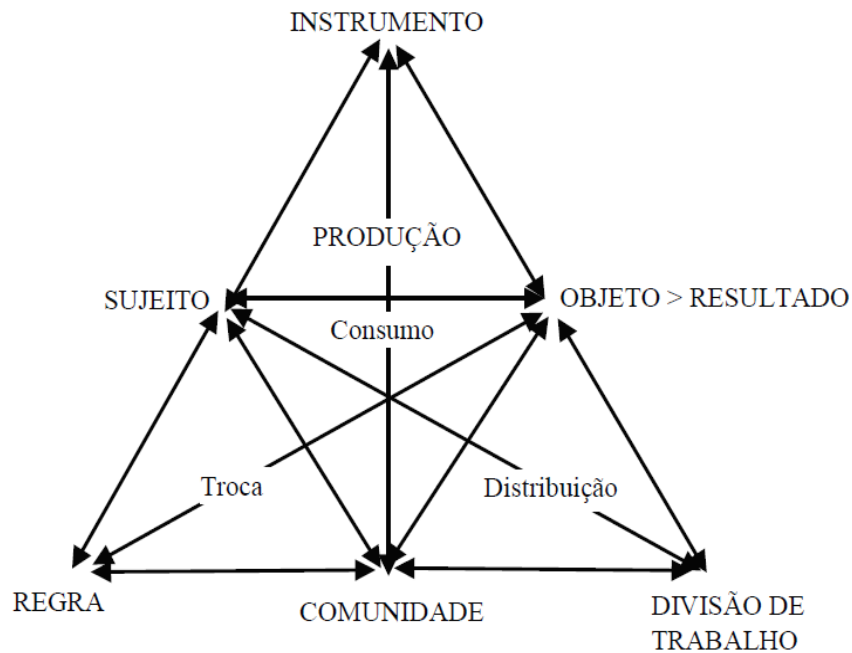 INSTRUMENTO
PRODUÇÃO
SUJEITO
OBJETO > RESULTADO
Consumo
Troca
Distribuição
REGRA
COMUNIDADE
DIVISÃO DE
TRABALHO